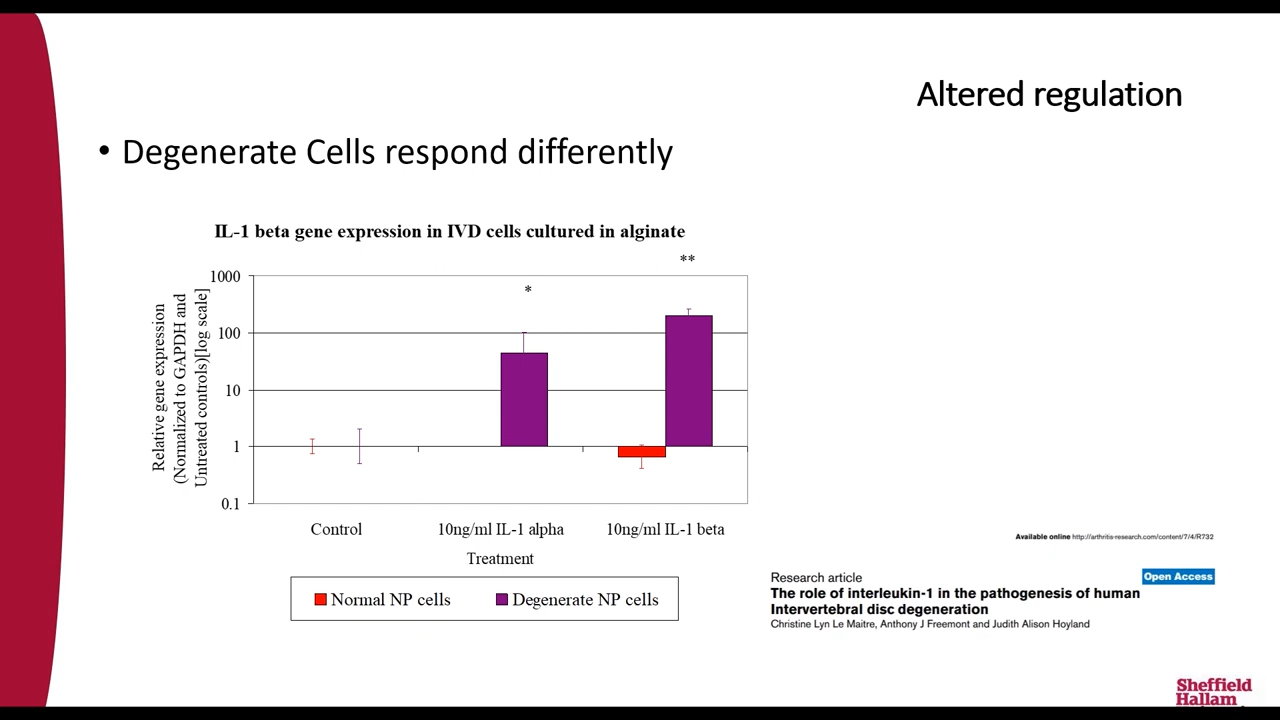 Altered regulation
• Degenerate Cells respond differently
IL-1 beta gene expression in IVD cells cultured in alginate
**
*
1000
100
10
1
0.1
Relative gene expression
(Normalized to GAPDH and
Untreated controls)[log scale]
Control
10ng/ml IL-1 alpha
10ng/ml IL-1 beta
Treatment
Normal NP cells
Degenerate NP cells
Available online http://arthritis-research.com/content/7/4/R732
Research article
Open Access
The role of interleukin-1 in the pathogenesis of human
Intervertebral disc degeneration
Christine Lyn Le Maitre, Anthony J Freemont and Judith Alison Hoyland
Sheffield
Hallam